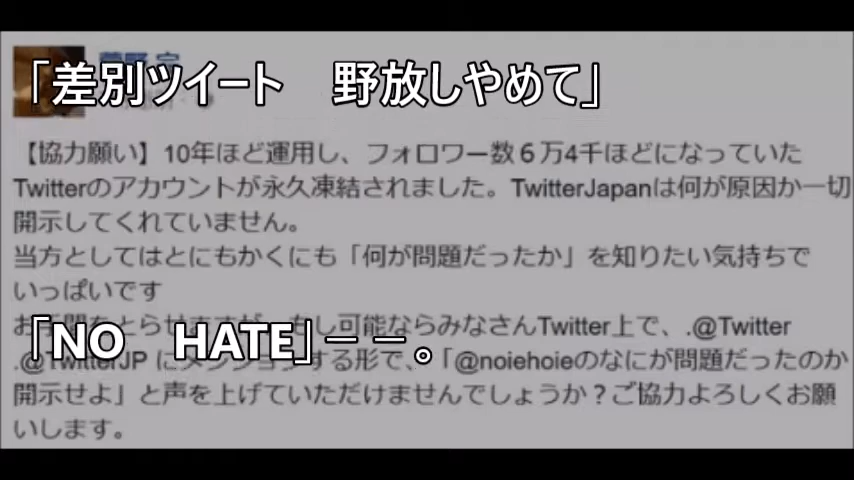 「差別ツイート　野放しやめて」
【協力願い】10年ほど運用し、フォロワー数６万4千ほどになっていた
Twitterのアカウントが永久凍結されました。TwitterJapanは何が原因か一切
開示してくれていません。
当方としてはとにもかくにも「何が問題だったか」を知りたい気持ちで
いっぱいです
し可能ならみなさんTwitter上で、.@Twitter
「NO　HATE」－－。
.@TwitterJP にメンションする形で、「@noiehoieのなにが問題だったのか
開示せよ」と声を上げていただけませんでしょうか？ご協力よろしくお願
いします。